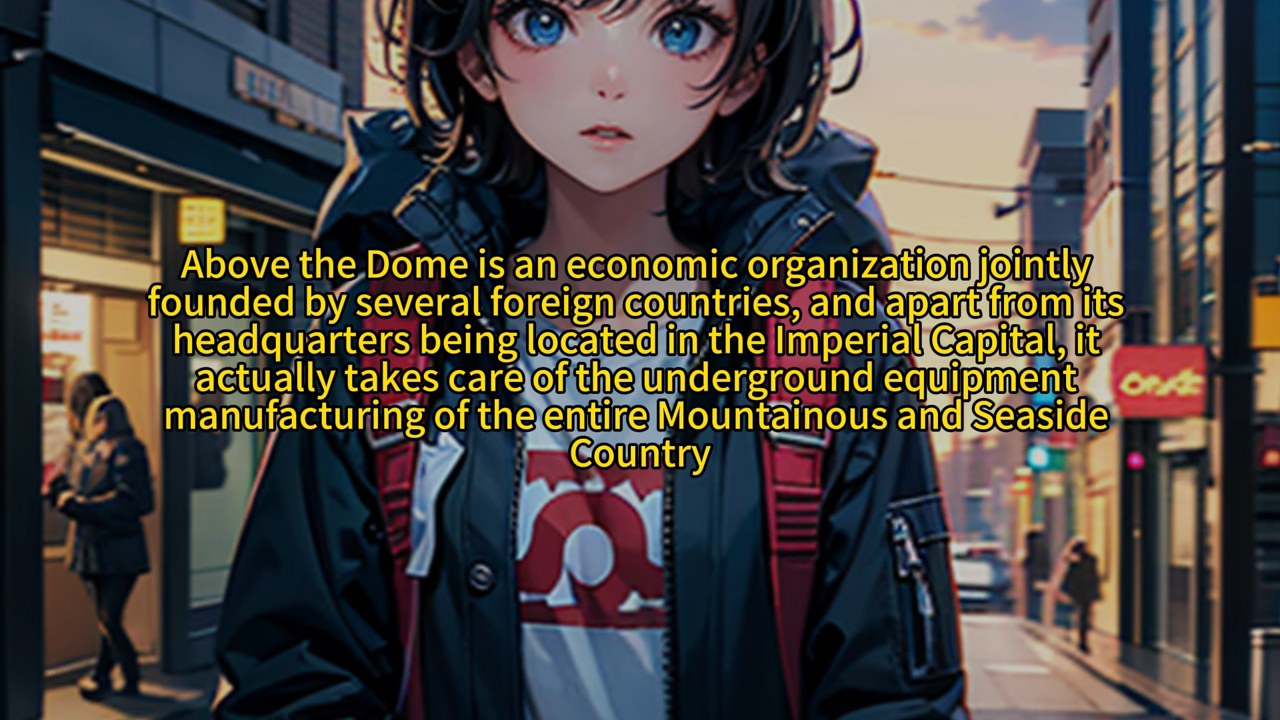 Above the Dome is an economic organization jointly
founded by several foreign countries, and apart from its
headquarters being located in the Imperial Capital, it
actually takes care of the underground equipment
manufacturing of the entire Mountainous and Seaside
Country